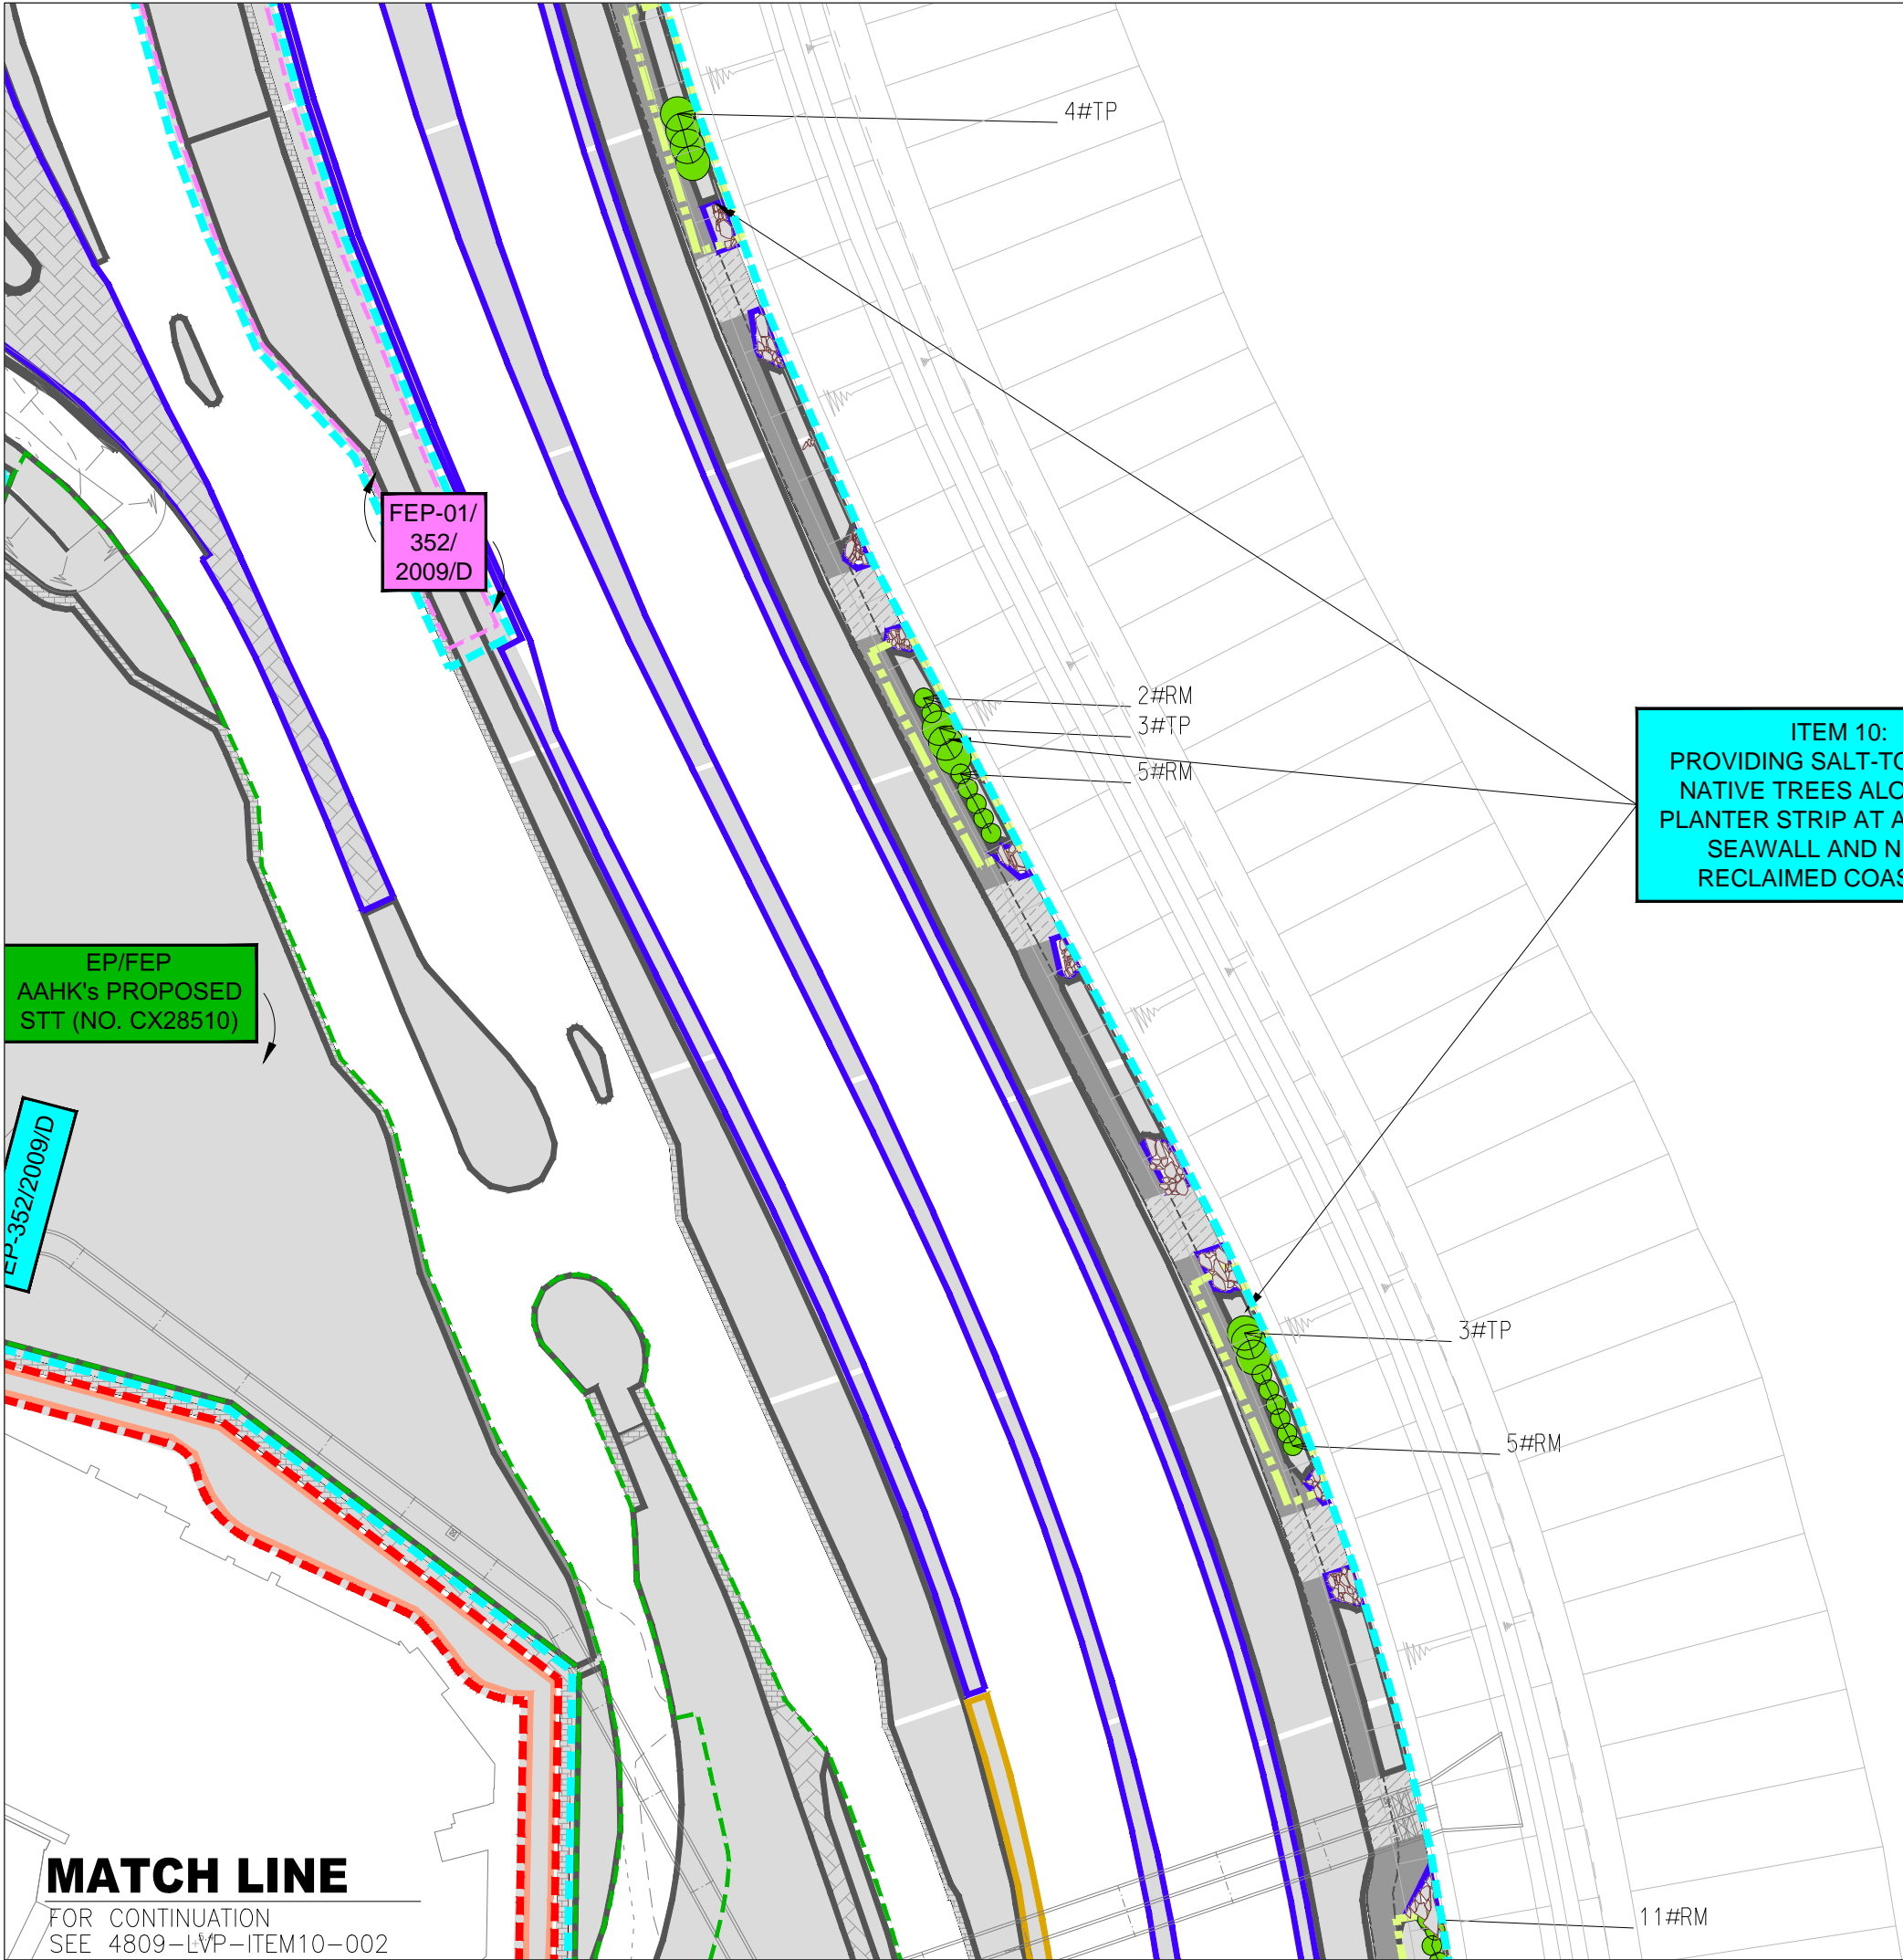 4#TP
FEP-01/
352/
2009/D
2#RM
3#TP
5#RM
ITEM 10:
PROVIDING SALT-TO
NATIVE TREES ALO
PLANTER STRIP AT A
SEAWALL AND N
RECLAIMED COAS
EP/FEP
AAHK's PROPOSED
STT (NO. CX28510)
EP-352/2009/D
3#TP
5#RM
11#RM
MATCH LINE
FOR CONTINUATION
SEE 4809-LVP-ITEM10-002